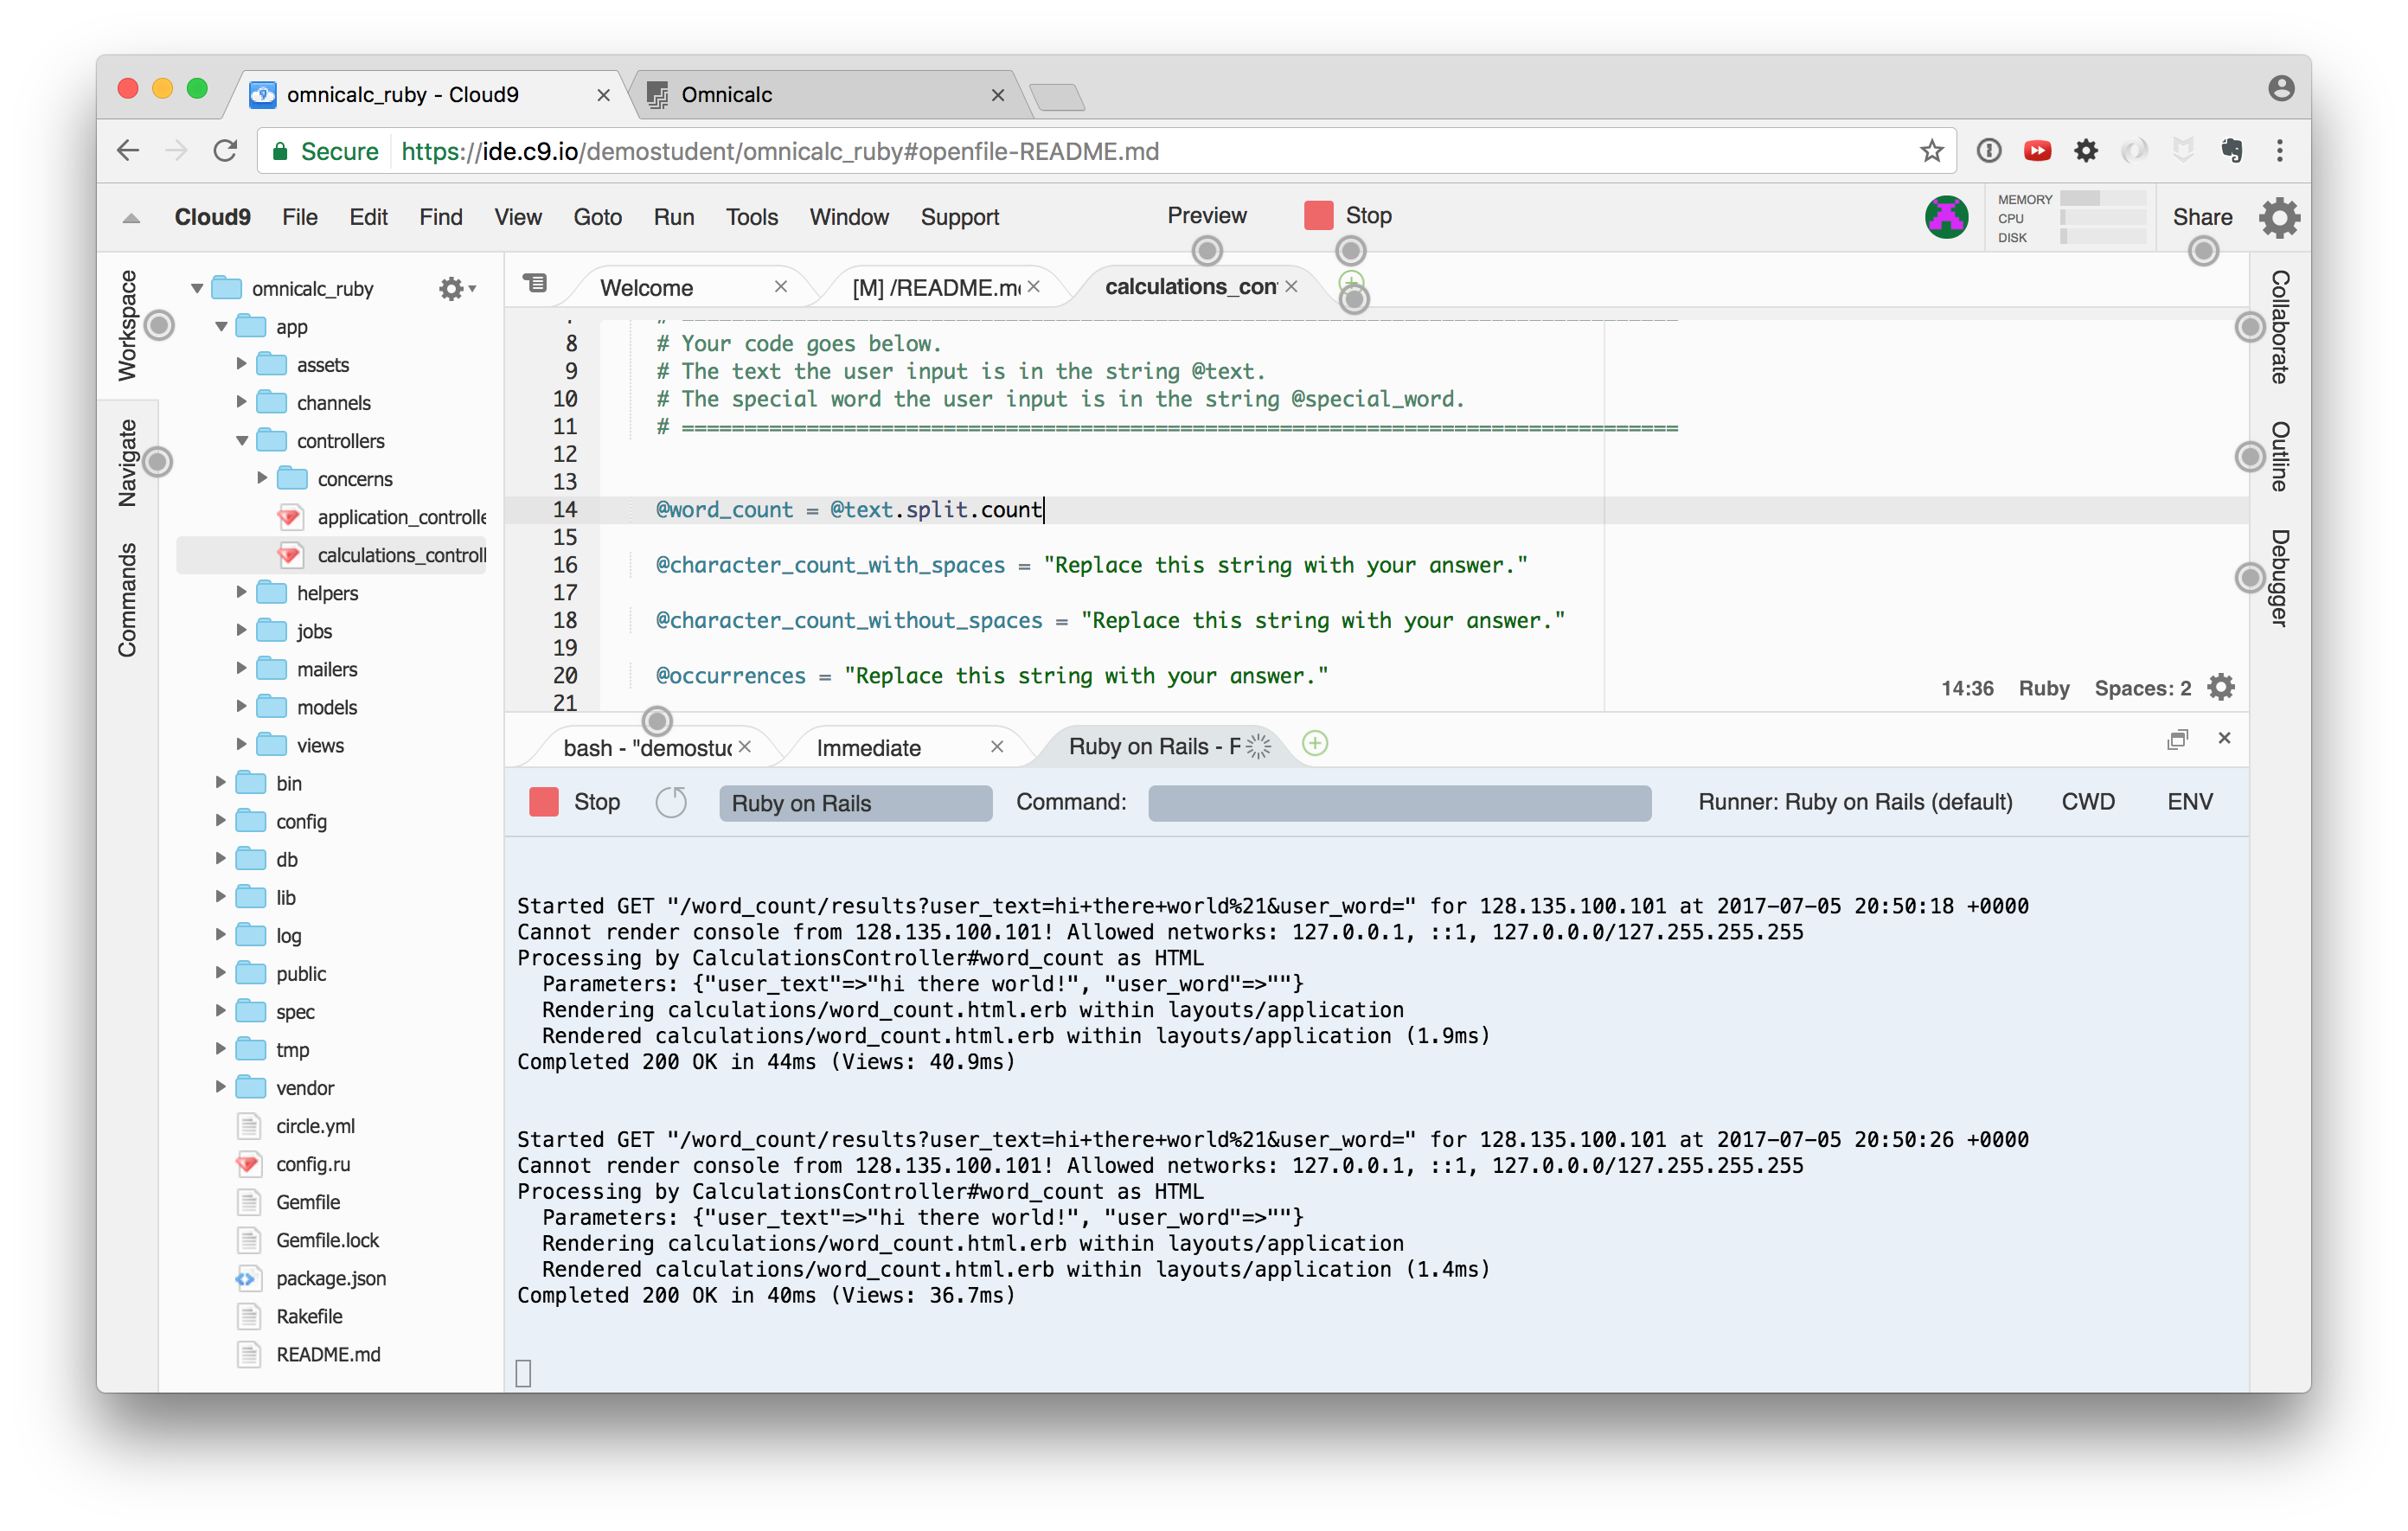 omnicalc_ruby - Cloud9
Omnicalc
Secure https://ide.c9.io/demostudent/omnicalc_ruby#openfile-README.md
Cloud9 File Edit Find View Goto Run Tools Window Support Preview Stop
MEMORY
CPU
DISK
Share
Workspace
Navigate
Commands
omnicalc_ruby
app
assets
channels
controllers
concerns
application_controlle
calculations_controll
helpers
jobs
mailers
models
views
bin
config
db
lib
log
public
spec
tmp
vendor
circle.yml
config.ru
Gemfile
Gemfile.lock
package.json
Rakefile
README.md
Welcome [M] /README.m calculations_con
8 # Your code goes below.
9 # The text the user input is in the string @text.
10 # The special word the user input is in the string @special_word.
11 # ================================================================================
12
13
14 @word_count = @text.split.count
15
16 @character_count_with_spaces = "Replace this string with your answer."
17
18 @character_count_without_spaces = "Replace this string with your answer."
19
20 @occurrences = "Replace this string with your answer."
21
14:36 Ruby Spaces: 2
Collaborate
Outline
Debugger
bash - "demostuc Immediate Ruby on Rails - F
Stop Ruby on Rails Command: Runner: Ruby on Rails (default) CWD ENV
Started GET "/word_count/results?user_text=hi+there+world%21&user_word=" for 128.135.100.101 at 2017-07-05 20:50:18 +0000
Cannot render console from 128.135.100.101! Allowed networks: 127.0.0.1, ::1, 127.0.0.0/127.255.255.255
Processing by CalculationsController#word_count as HTML
Parameters: {"user_text"=>"hi there world!", "user_word"=>""}
Rendering calculations/word_count.html.erb within layouts/application
Rendered calculations/word_count.html.erb within layouts/application (1.9ms)
Completed 200 OK in 44ms (Views: 40.9ms)
Started GET "/word_count/results?user_text=hi+there+world%21&user_word=" for 128.135.100.101 at 2017-07-05 20:50:26 +0000
Cannot render console from 128.135.100.101! Allowed networks: 127.0.0.1, ::1, 127.0.0.0/127.255.255.255
Processing by CalculationsController#word_count as HTML
Parameters: {"user_text"=>"hi there world!", "user_word"=>""}
Rendering calculations/word_count.html.erb within layouts/application
Rendered calculations/word_count.html.erb within layouts/application (1.4ms)
Completed 200 OK in 40ms (Views: 36.7ms)